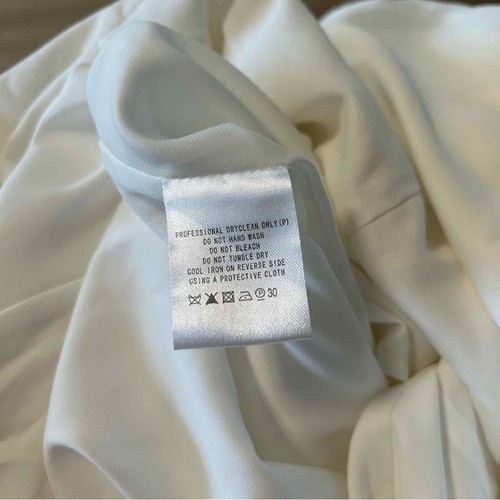 PROFESSIONAL DRYCLEAN ONLY(P)
DO NOT HAND WASH
DO NOT BLEACH
DO NOT TUMBLE DRY
COOL IRON ON REVERSE SIDE
USING A PROTECTIVE CLOTH
P 30